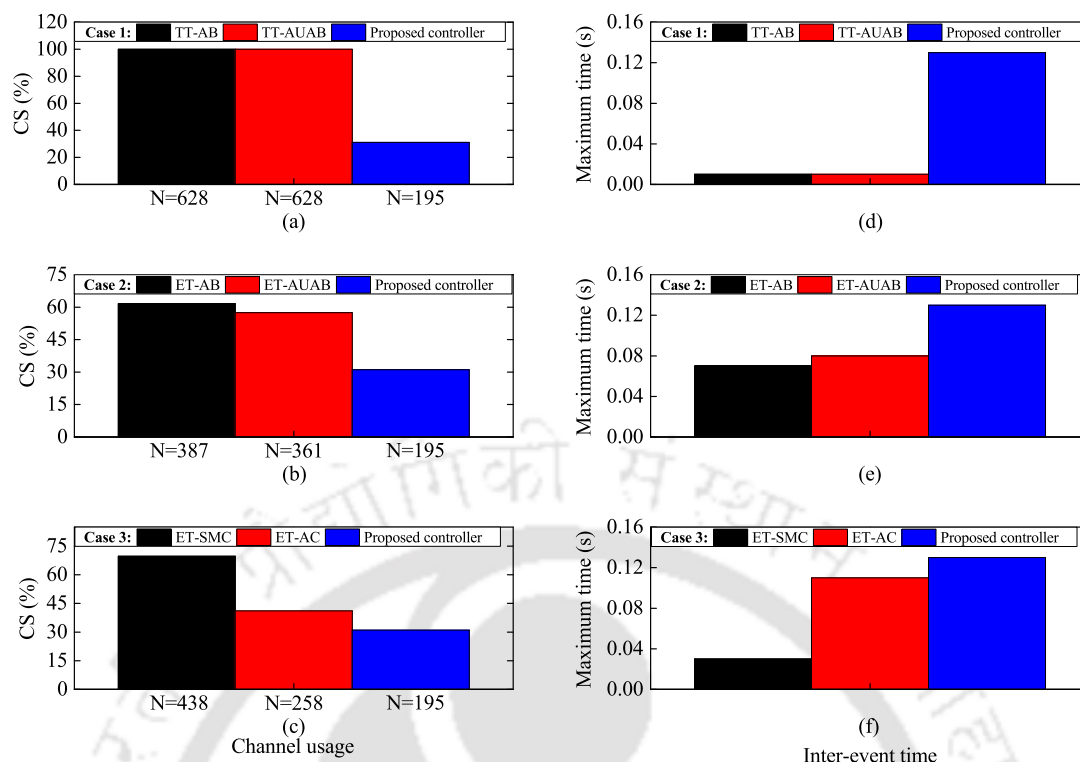 120
100
80
60
40
20
0
CS (%)
Case 1: TT-AB TT-AUAB Proposed controller
N=628 N=628 N=195
(a)
0.16
0.12
0.08
0.04
0.00
Maximum time (s)
Case 1: TT-AB TT-AUAB Proposed controller
(d)
75
60
45
30
15
0
CS (%)
Case 2: ET-AB ET-AUAB Proposed controller
N=387 N=361 N=195
(b)
0.16
0.12
0.08
0.04
0.00
Maximum time (s)
Case 2: ET-AB ET-AUAB Proposed controller
(e)
75
60
45
30
15
0
CS (%)
Case 3: ET-SMC ET-AC Proposed controller
N=438 N=258 N=195
(c)
Channel usage
0.16
0.12
0.08
0.04
0.00
Maximum time (s)
Case 3: ET-SMC ET-AC Proposed controller
(f)
Inter-event time